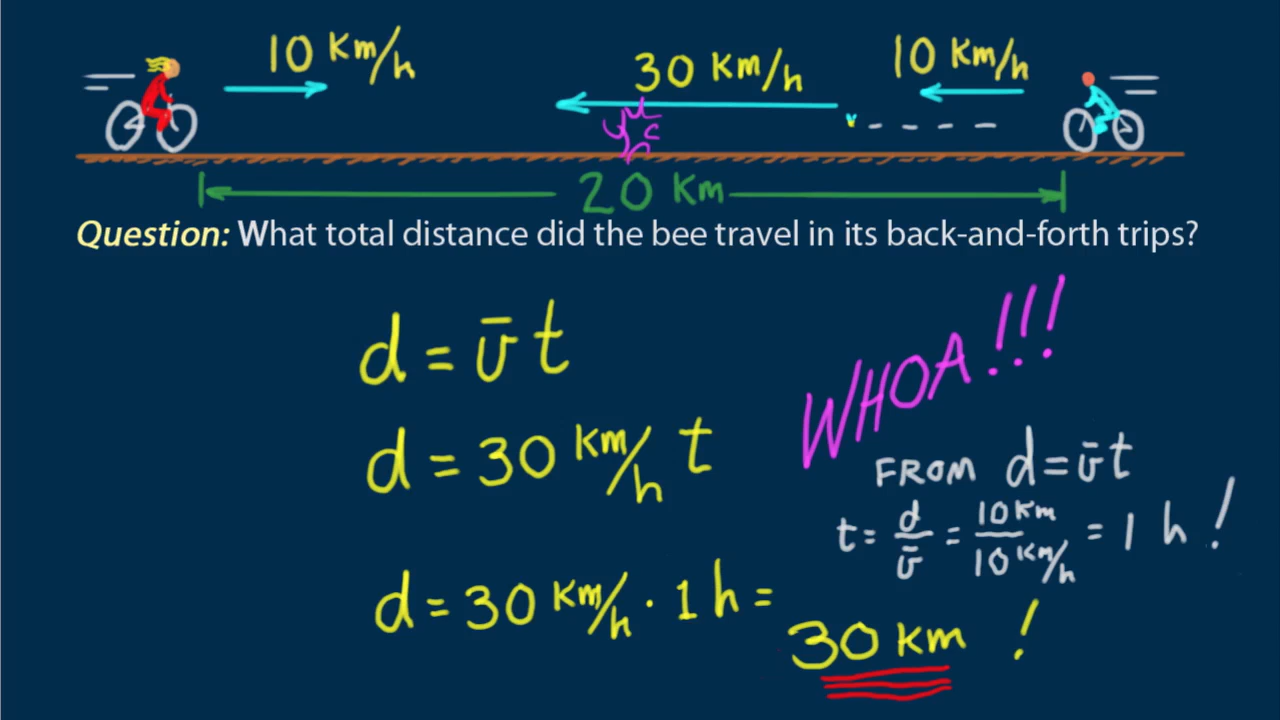 10 Km/h
30 Km/h
10 Km/h
20 Km
Question: What total distance did the bee travel in its back-and-forth trips?
d = v̄ t
WHOA!!!
d = 30 Km/h t
FROM d = v̄t
t = d/v̄ = 10 Km/10 Km/h = 1 h !
d = 30 Km/h · 1 h =
30 Km !